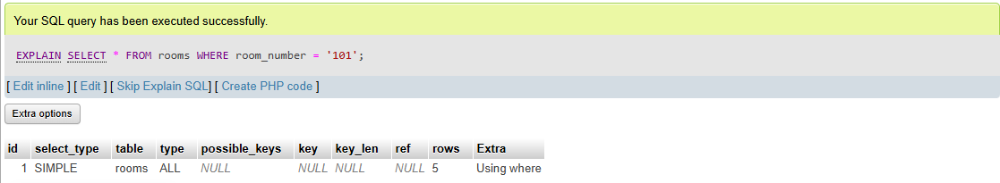 Your SQL query has been executed successfully.
EXPLAIN SELECT * FROM rooms WHERE room_number = '101';
[ Edit inline ] [ Edit ] [ Skip Explain SQL] [ Create PHP code ]
Extra options
id select_type table type possible_keys key key_len ref rows Extra
1 SIMPLE rooms ALL NULL NULL NULL NULL 5 Using where